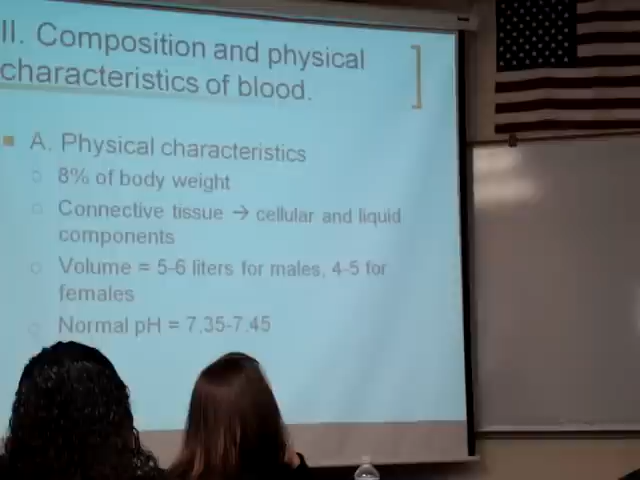 II. Composition and physical
characteristics of blood.
A. Physical characteristics
8% of body weight
Connective tissue → cellular and liquid
components
Volume = 5-6 liters for males, 4-5 for
females
Normal pH = 7.35-7.45